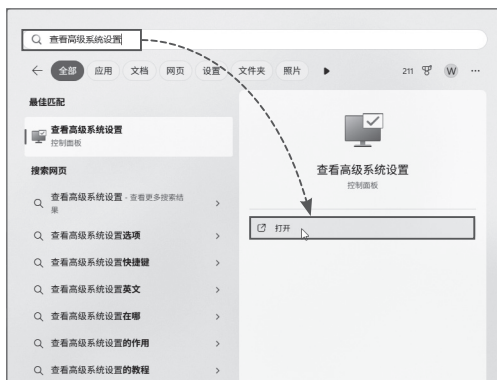 查看高级系统设置
全部 应用 文档 网页 设置 文件夹 照片 211 W ...
最佳匹配
查看高级系统设置
控制面板
搜索网页
查看高级系统设置 - 查看更多搜索结
果
查看高级系统设置选项
查看高级系统设置快捷键
查看高级系统设置英文
查看高级系统设置在哪
查看高级系统设置的作用
查看高级系统设置的教程
查看高级系统设置
控制面板
打开